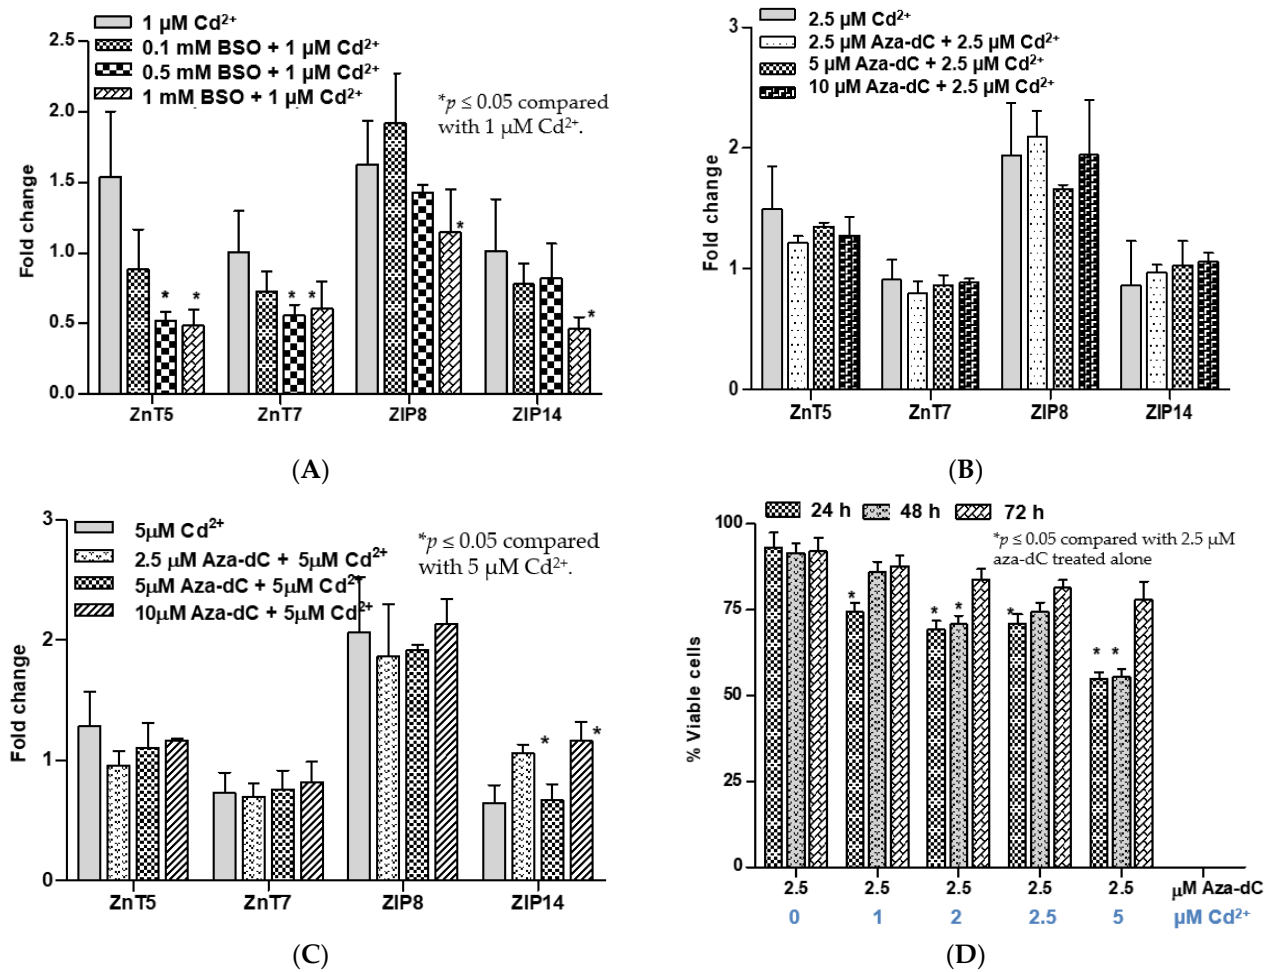 1 µM Cd²⁺
0.1 mM BSO + 1 µM Cd²⁺
0.5 mM BSO + 1 µM Cd²⁺
1 mM BSO + 1 µM Cd²⁺
*p ≤ 0.05 compared
with 1 µM Cd²⁺.
Fold change
2.5
2.0
1.5
1.0
0.5
0.0
* * * * * *
ZnT5 ZnT7 ZIP8 ZIP14
(A)
2.5 µM Cd²⁺
2.5 µM Aza-dC + 2.5 µM Cd²⁺
5 µM Aza-dC + 2.5 µM Cd²⁺
10 µM Aza-dC + 2.5 µM Cd²⁺
Fold change
3
2
1
0
ZnT5 ZnT7 ZIP8 ZIP14
(B)
5µM Cd²⁺
2.5 µM Aza-dC + 5µM Cd²⁺
5µM Aza-dC + 5µM Cd²⁺
10µM Aza-dC + 5µM Cd²⁺
*p ≤ 0.05 compared
with 5 µM Cd²⁺.
Fold change
3
2
1
0
* *
ZnT5 ZnT7 ZIP8 ZIP14
(C)
24 h 48 h 72 h
*p ≤ 0.05 compared with 2.5 µM
aza-dC treated alone
% Viable cells
100
75
50
25
0
* * * * * *
2.5 2.5 2.5 2.5 2.5 µM Aza-dC
0 1 2 2.5 5 µM Cd²⁺
(D)